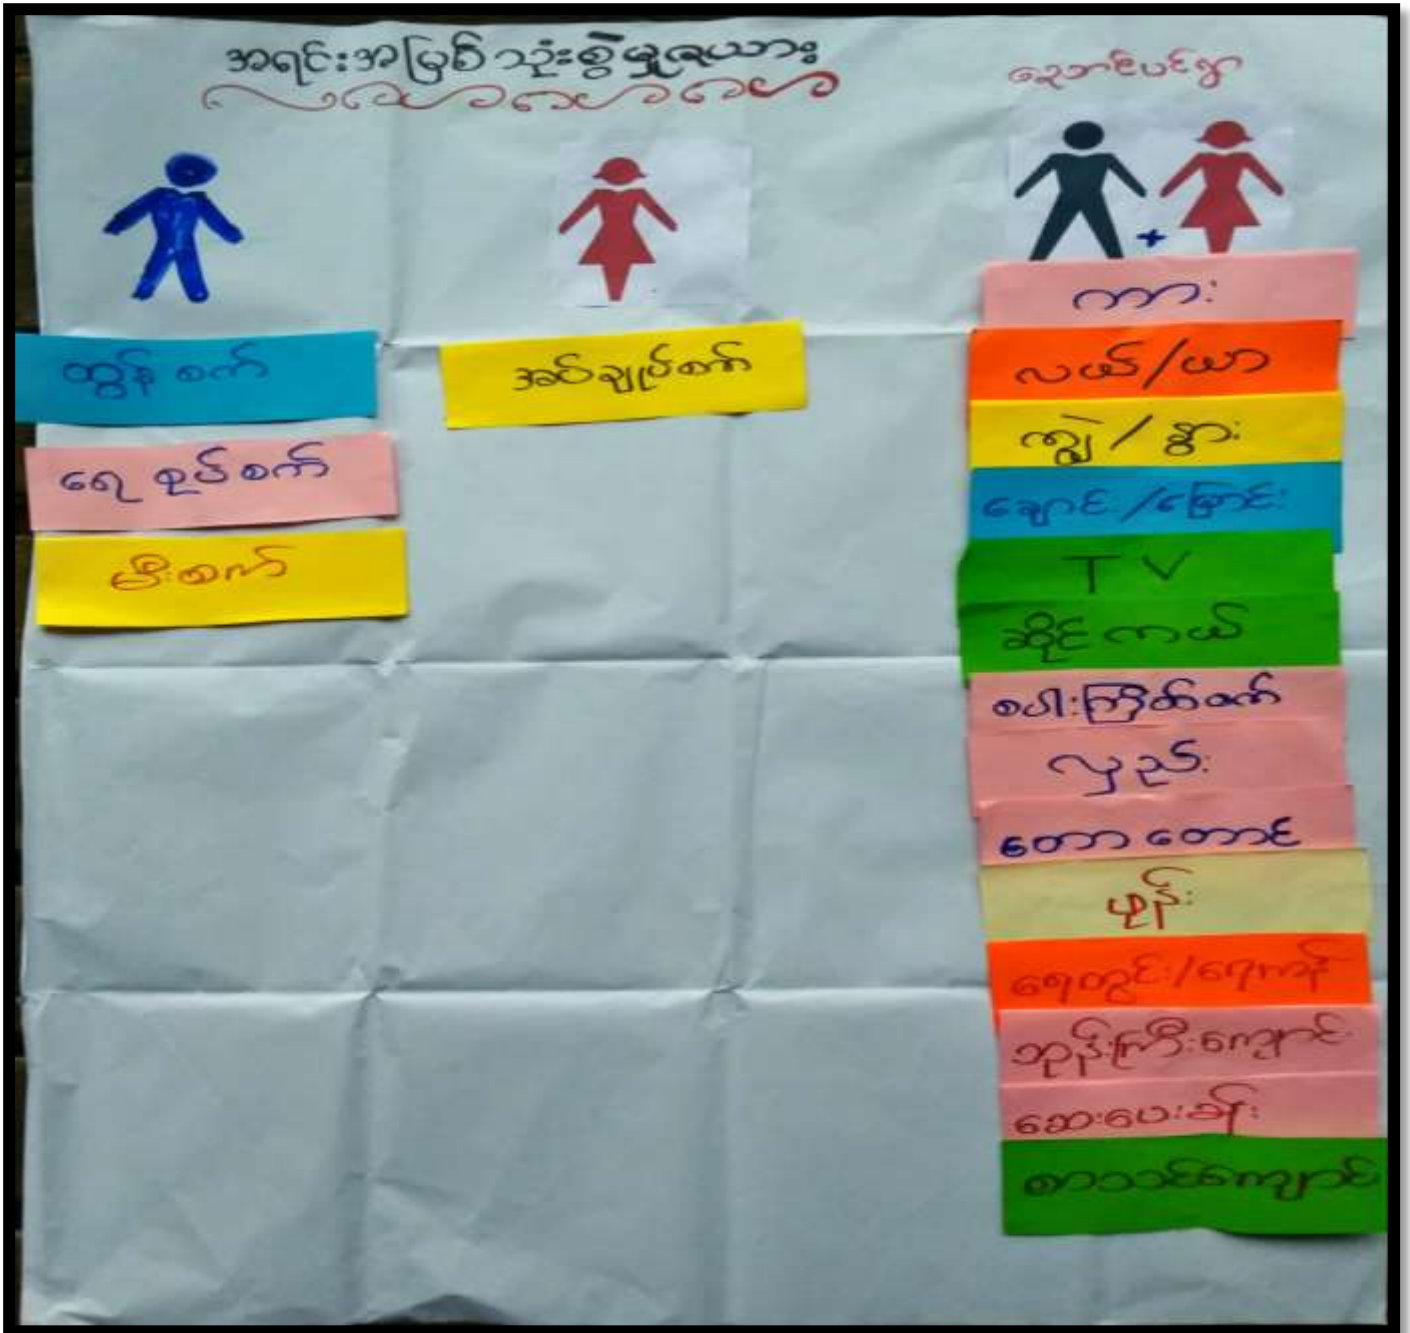 အရင်းအမြစ်သုံးစွဲမှုဇယား
ညောင်ပင်ရွာ
+
ထွန်စက်
ရေစုပ်စက်
မီးစက်
အပ်ချုပ်စက်
ကား
လယ်/ယာ
ကျွဲ/နွား
ချောင်း/မြောင်း
TV
ဆိုင်ကယ်
စပါးကြိတ်စက်
လှည်း
တော တောင်
ဖုန်း
ရေတွင်း/ရေကန်
ဘုန်းကြီးကျောင်း
ဆေးပေးခန်း
စာသင်ကျောင်း